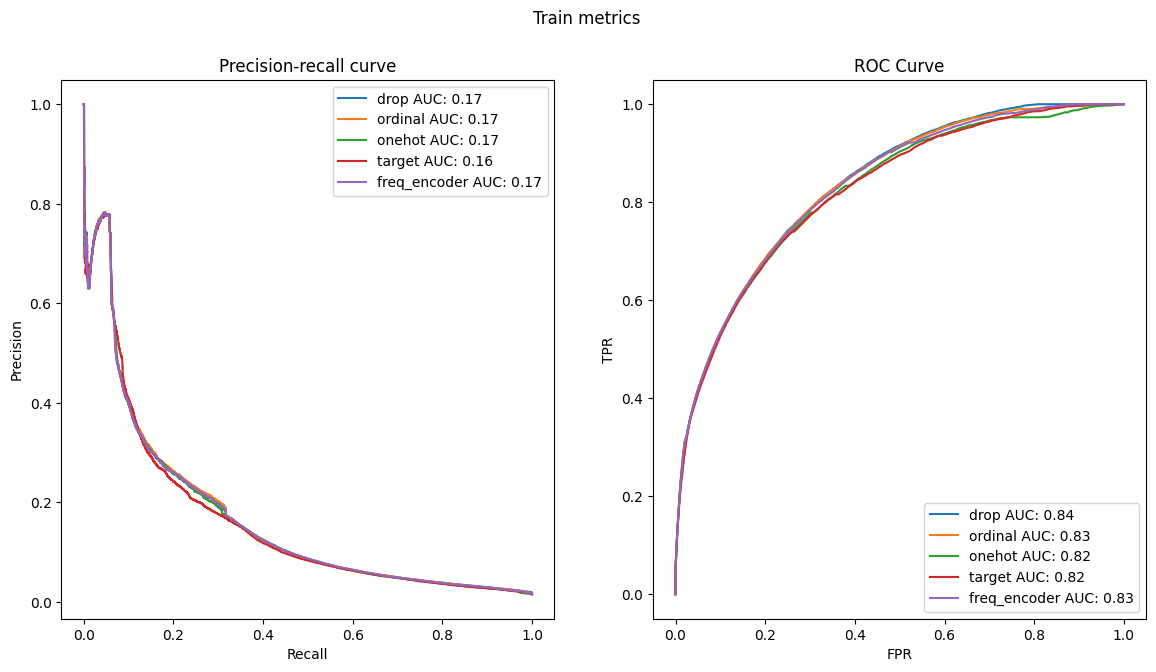 Train metrics
Precision-recall curve
1.0
0.8
0.6
0.4
0.2
0.0
Precision
0.0 0.2 0.4 0.6 0.8 1.0
Recall
drop AUC: 0.17
ordinal AUC: 0.17
onehot AUC: 0.17
target AUC: 0.16
freq_encoder AUC: 0.17
ROC Curve
1.0
0.8
0.6
0.4
0.2
0.0
TPR
0.0 0.2 0.4 0.6 0.8 1.0
FPR
drop AUC: 0.84
ordinal AUC: 0.83
onehot AUC: 0.82
target AUC: 0.82
freq_encoder AUC: 0.83